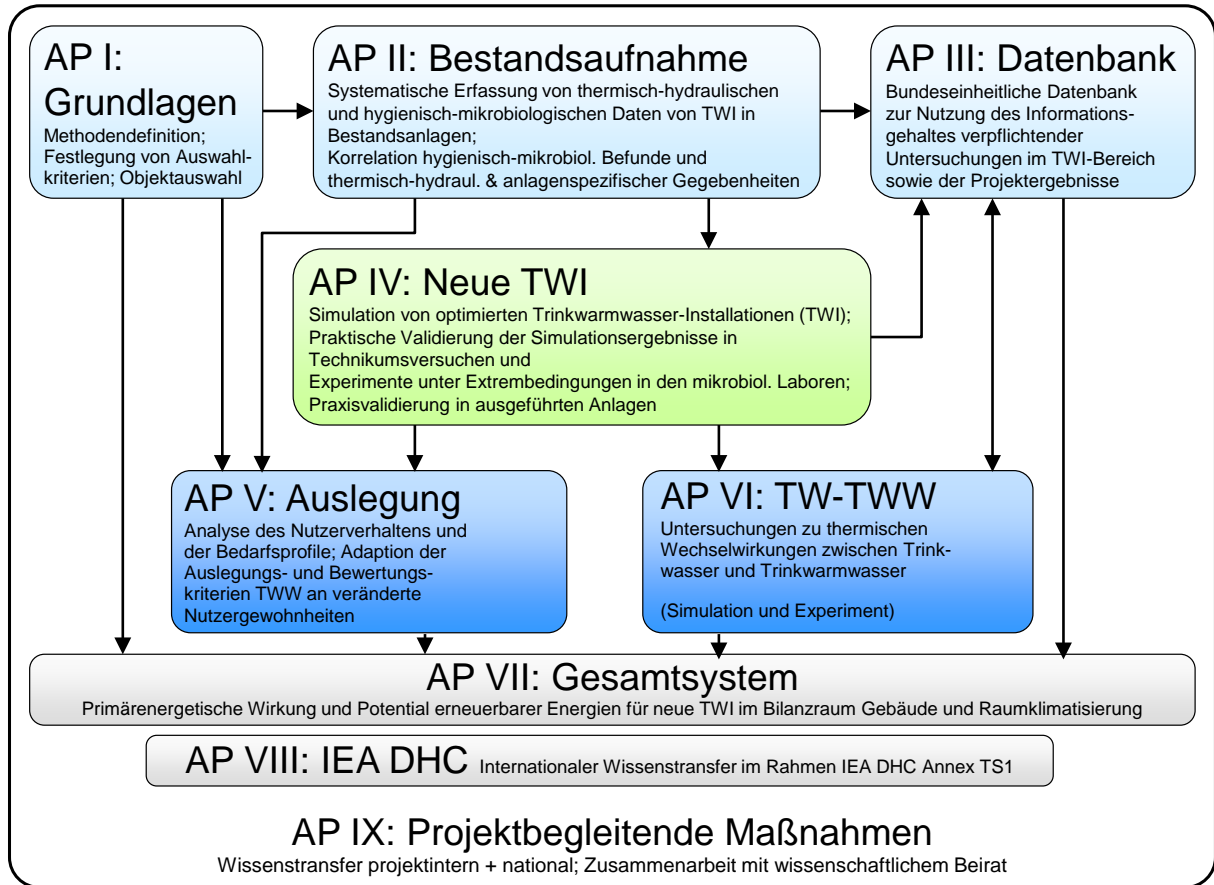 AP I:
Grundlagen
Methodendefinition;
Festlegung von Auswahl-
kriterien; Objektauswahl
AP II: Bestandsaufnahme
Systematische Erfassung von thermisch-hydraulischen
und hygienisch-mikrobiologischen Daten von TWI in
Bestandsanlagen;
Korrelation hygienisch-mikrobiol. Befunde und
thermisch-hydraul. & anlagenspezifischer Gegebenheiten
AP III: Datenbank
Bundeseinheitliche Datenbank
zur Nutzung des Informations-
gehaltes verpflichtender
Untersuchungen im TWI-Bereich
sowie der Projektergebnisse
AP IV: Neue TWI
Simulation von optimierten Trinkwarmwasser-Installationen (TWI);
Praktische Validierung der Simulationsergebnisse in
Technikumsversuchen und
Experimente unter Extrembedingungen in den mikrobiol. Laboren;
Praxisvalidierung in ausgeführten Anlagen
AP V: Auslegung
Analyse des Nutzerverhaltens und
der Bedarfsprofile; Adaption der
Auslegungs- und Bewertungs-
kriterien TWW an veränderte
Nutzergewohnheiten
AP VI: TW-TWW
Untersuchungen zu thermischen
Wechselwirkungen zwischen Trink-
wasser und Trinkwarmwasser
(Simulation und Experiment)
AP VII: Gesamtsystem
Primärenergetische Wirkung und Potential erneuerbarer Energien für neue TWI im Bilanzraum Gebäude und Raumklimatisierung
AP VIII: IEA DHC Internationaler Wissenstransfer im Rahmen IEA DHC Annex TS1
AP IX: Projektbegleitende Maßnahmen
Wissenstransfer projektintern + national; Zusammenarbeit mit wissenschaftlichem Beirat